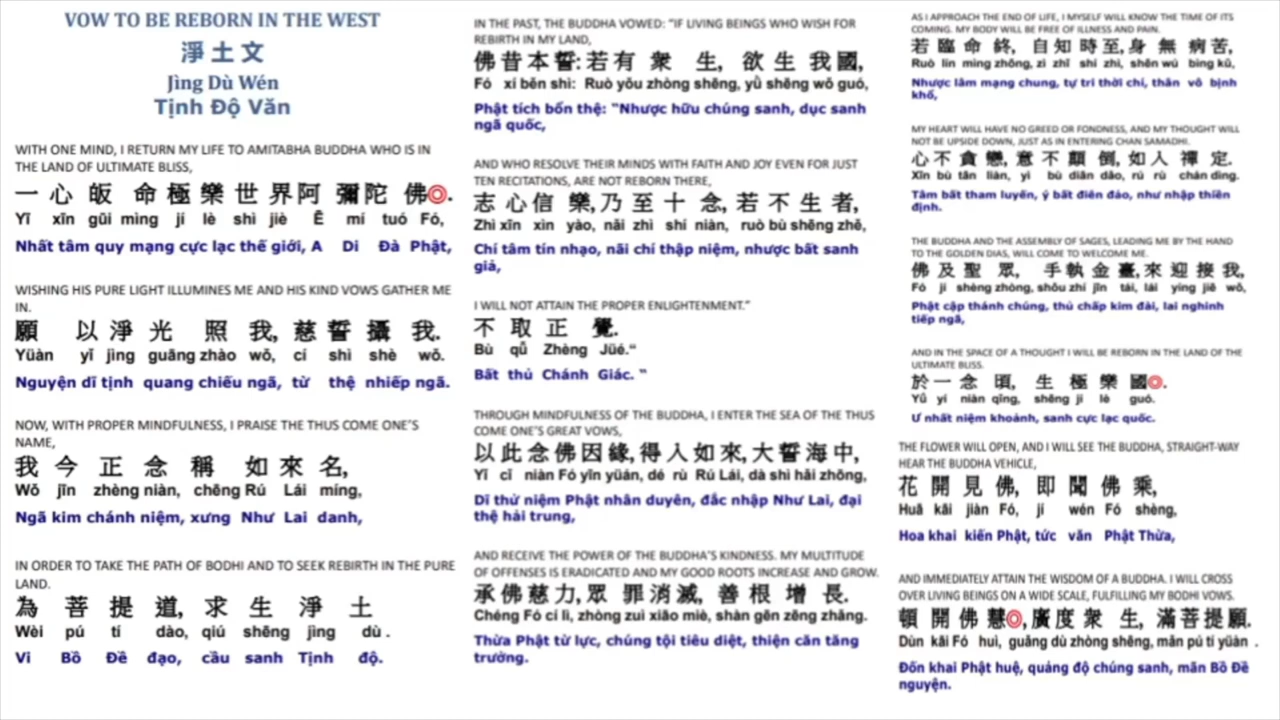 VOW TO BE REBORN IN THE WEST
淨土文
Jìng Dù Wén
Tịnh Độ Văn
WITH ONE MIND, I RETURN MY LIFE TO AMITABHA BUDDHA WHO IS IN
THE LAND OF ULTIMATE BLISS,
一心皈命極樂世界阿彌陀佛.
Yī xīn gūi mìng jí lè shì jiè Ē mí tuó Fó,
Nhất tâm quy mạng cực lạc thế giới, A Di Đà Phật,
WISHING HIS PURE LIGHT ILLUMINES ME AND HIS KIND VOWS GATHER ME
IN.
願以淨光照我,慈誓攝我.
Yüàn yǐ jìng guāng zhào wǒ, cí shì shè wǒ.
Nguyện dĩ tịnh quang chiếu ngã, từ thệ nhiếp ngã.
NOW, WITH PROPER MINDFULNESS, I PRAISE THE THUS COME ONE’S
NAME,
我今正念稱如來名,
Wǒ jīn zhèng niàn, chēng Rú Lái míng,
Ngã kim chánh niệm, xưng Như Lai danh,
IN ORDER TO TAKE THE PATH OF BODHI AND TO SEEK REBIRTH IN THE PURE
LAND.
為菩提道,求生淨土
Wèi pú tí dào, qiú shēng jìng dù .
Vi Bồ Đề đạo, cầu sanh Tịnh độ.
IN THE PAST, THE BUDDHA VOWED: “IF LIVING BEINGS WHO WISH FOR
REBIRTH IN MY LAND,
佛昔本誓:若有衆生,欲生我國,
Fó xí běn shì: Ruò yǒu zhòng shēng, yǜ shēng wǒ guó,
Phật tích bổn thệ: “Nhược hữu chúng sanh, dục sanh
ngã quốc,
AND WHO RESOLVE THEIR MINDS WITH FAITH AND JOY EVEN FOR JUST
TEN RECITATIONS, ARE NOT REBORN THERE,
志心信樂,乃至十念,若不生者,
Zhì xīn xìn yào, nǎi zhì shí niàn, ruò bù shēng zhě,
Chí tâm tín nhạo, nãi chí thập niệm, nhược bất sanh
giả,
I WILL NOT ATTAIN THE PROPER ENLIGHTENMENT.”
不取正覺.
Bù qǚ Zhèng Jüé.“
Bất thủ Chánh Giác. “
THROUGH MINDFULNESS OF THE BUDDHA, I ENTER THE SEA OF THE THUS
COME ONE’S GREAT VOWS,
以此念佛因緣,得入如來,大誓海中,
Yǐ cǐ niàn Fó yīn yüán, dé rù Rú Lái, dà shì hǎi zhōng,
Dĩ thử niệm Phật nhân duyên, đắc nhập Như Lai, đại
thệ hải trung,
AND RECEIVE THE POWER OF THE BUDDHA’S KINDNESS. MY MULTITUDE
OF OFFENSES IS ERADICATED AND MY GOOD ROOTS INCREASE AND GROW.
承佛慈力,眾罪消滅,善根增長.
Chéng Fó cí lì, zhòng zuì xiāo miè, shàn gēn zēng zhǎng.
Thừa Phật từ lực, chúng tội tiêu diệt, thiện căn tăng
trưởng.
AS I APPROACH THE END OF LIFE, I MYSELF WILL KNOW THE TIME OF ITS
COMING. MY BODY WILL BE FREE OF ILLNESS AND PAIN.
若臨命終,自知時至,身無病苦,
Ruò lín mìng zhōng, zì zhī shí zhì, shēn wú bìng kǔ,
Nhược lâm mạng chung, tự tri thời chí, thân vô bịnh
khổ,
MY HEART WILL HAVE NO GREED OR FONDNESS, AND MY THOUGHT WILL
NOT BE UPSIDE DOWN, JUST AS IN ENTERING CHAN SAMADHI.
心不貪戀,意不顛倒,如入禪定.
Xīn bù tān liàn, yì bù diān dǎo, rú rù chán dìng.
Tâm bất tham luyến, ý bất điên đảo, như nhập thiền
định.
THE BUDDHA AND THE ASSEMBLY OF SAGES, LEADING ME BY THE HAND
TO THE GOLDEN DIAS, WILL COME TO WELCOME ME.
佛及聖眾,手執金臺,來迎接我,
Fó jí shèng zhòng, shǒu zhí jīn tái, lái yíng jiē wǒ,
Phật cập thánh chúng, thủ chấp kim đài, lai nghinh
tiếp ngã,
AND IN THE SPACE OF A THOUGHT I WILL BE REBORN IN THE LAND OF THE
ULTIMATE BLISS.
於一念頃,生極樂國.
Yǘ yí niàn qǐng, shēng jí lè guó.
Ư nhất niệm khoảnh, sanh cực lạc quốc.
THE FLOWER WILL OPEN, AND I WILL SEE THE BUDDHA, STRAIGHT-WAY
HEAR THE BUDDHA VEHICLE,
花開見佛,即聞佛乘,
Huā kāi jiàn Fó, jí wén Fó shèng,
Hoa khai kiến Phật, tức văn Phật Thừa,
AND IMMEDIATELY ATTAIN THE WISDOM OF A BUDDHA. I WILL CROSS
OVER LIVING BEINGS ON A WIDE SCALE, FULFILLING MY BODHI VOWS.
頓開佛慧,廣度衆生,滿菩提願.
Dùn kāi Fó huì, guǎng dù zhòng shēng, mǎn pú tí yüàn .
Đốn khai Phật huệ, quảng độ chúng sanh, mãn Bồ Đề
nguyện.